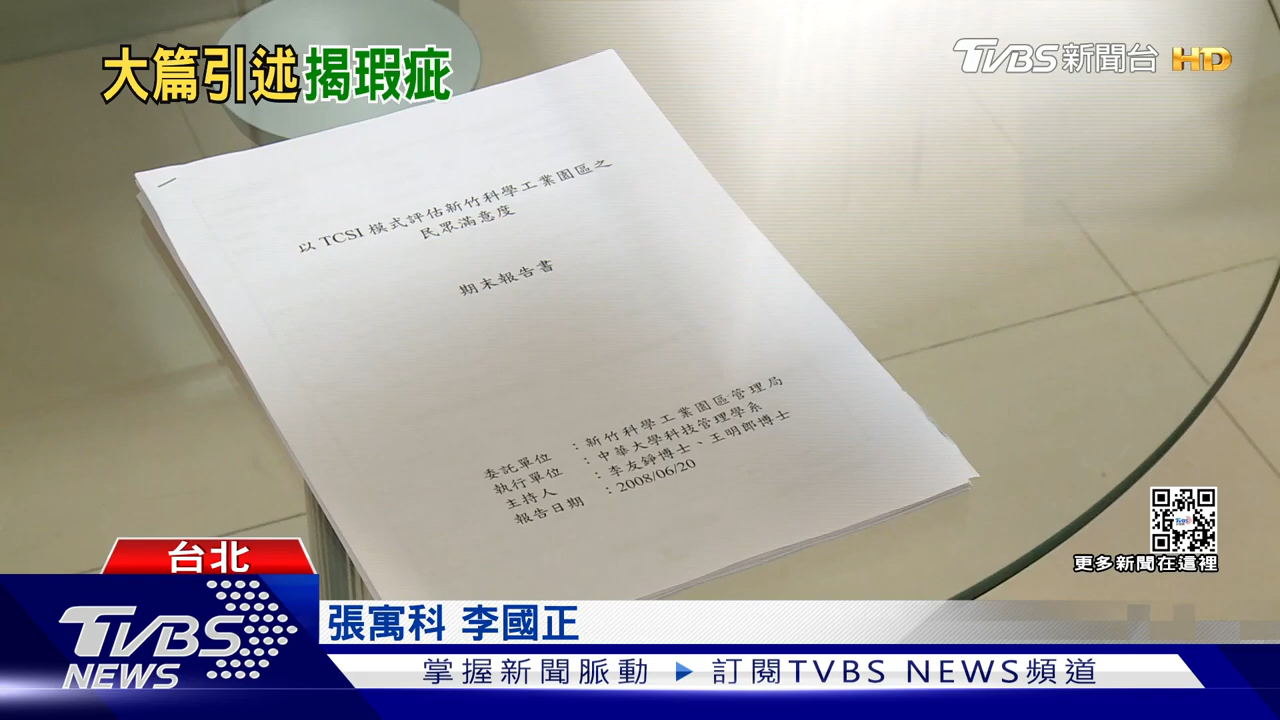 大篇引述揭瑕疵
TVBS新聞台 HD
以 TCSI 模式評估新竹科學工業園區之
民眾滿意度
期末報告書
委託單位 ：新竹科學工業園區管理局
執行單位 ：中華大學科技管理學系
主持人 ：李友錚博士、王明郎博士
報告日期 ：2008/06/20
TVBS
更多新聞在這裡
台北
TVBS
NEWS
張寓科 李國正
掌握新聞脈動 ▶ 訂閱TVBS NEWS頻道